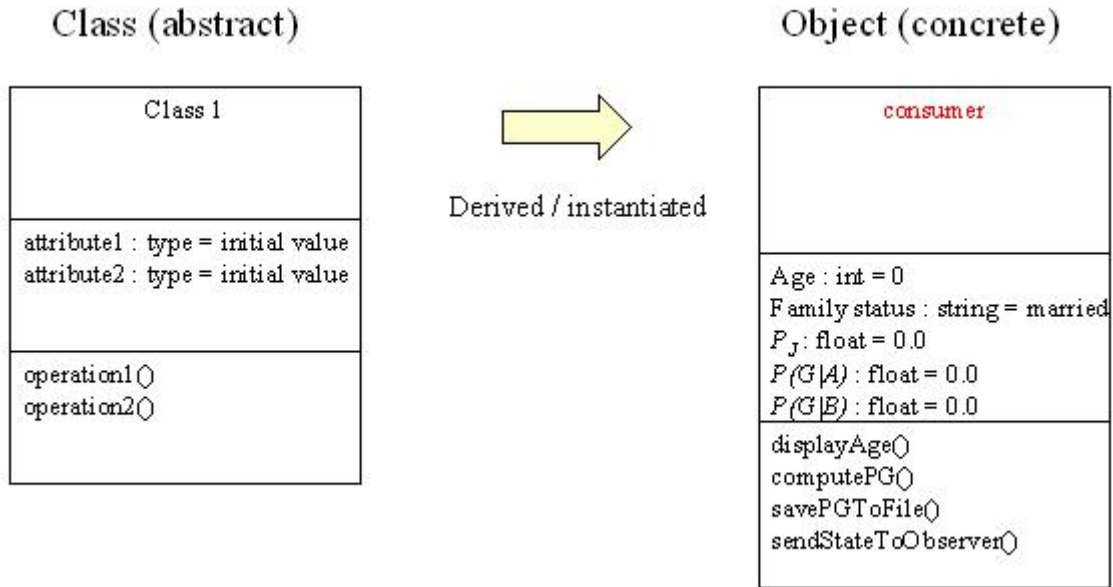 Class (abstract)
Object (concrete)
Class 1
attribute1 : type = initial value
attribute2 : type = initial value
operation1()
operation2()
Derived / instantiated
consumer
Age : int = 0
Family status : string = married
P_J : float = 0.0
P(G|A) : float = 0.0
P(G|B) : float = 0.0
displayAge()
computePG()
savePGToFile()
sendStateToObserver()